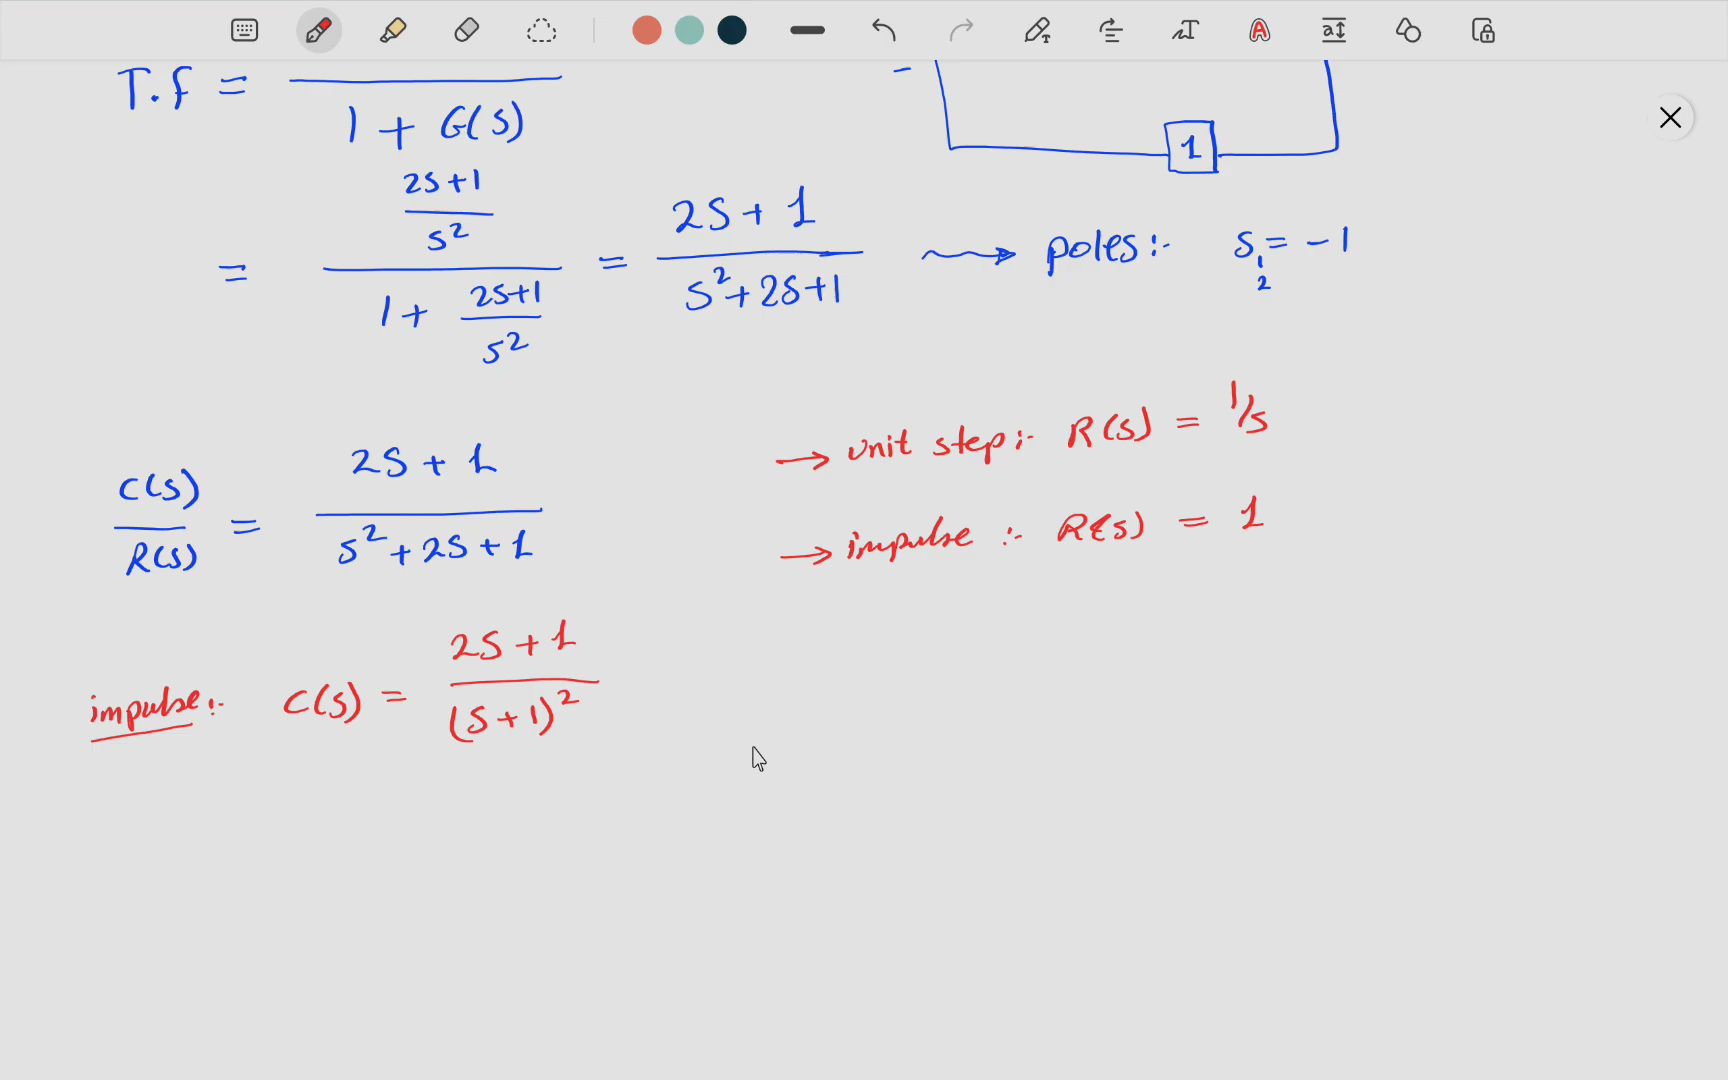 T.f = ―――
1 + G(s)
= ((2s+1)/s²) / (1 + (2s+1)/s²) = (2s + 1)/(s² + 2s + 1) ⇝ poles:- s₁,₂ = -1
-
1
C(s)/R(s) = (2s + 1)/(s² + 2s + 1)
→ unit step:- R(s) = 1/s
→ impulse :- R(s) = 1
impulse:- C(s) = (2s + 1)/(s + 1)²